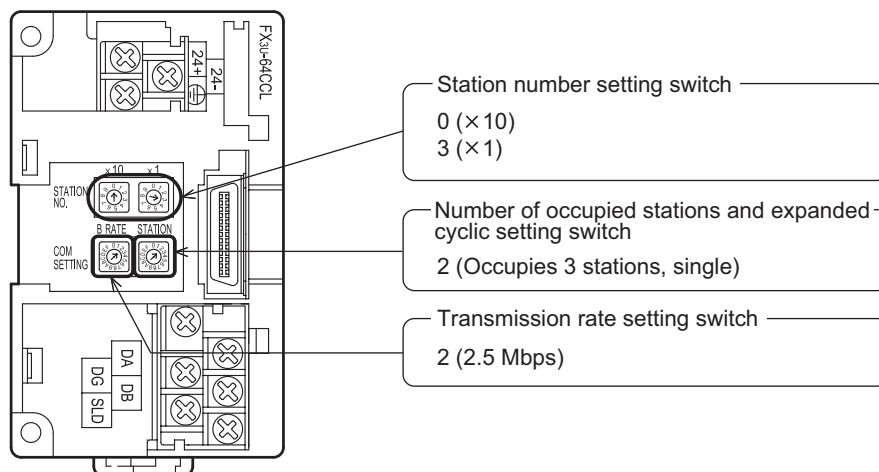 FX3U-64CCL
24+
24-
Station number setting switch
0 (×10)
3 (×1)
×10 ×1
STATION NO.
Number of occupied stations and expanded cyclic setting switch
2 (Occupies 3 stations, single)
B RATE STATION
COM SETTING
Transmission rate setting switch
2 (2.5 Mbps)
DA
DB
DG
SLD